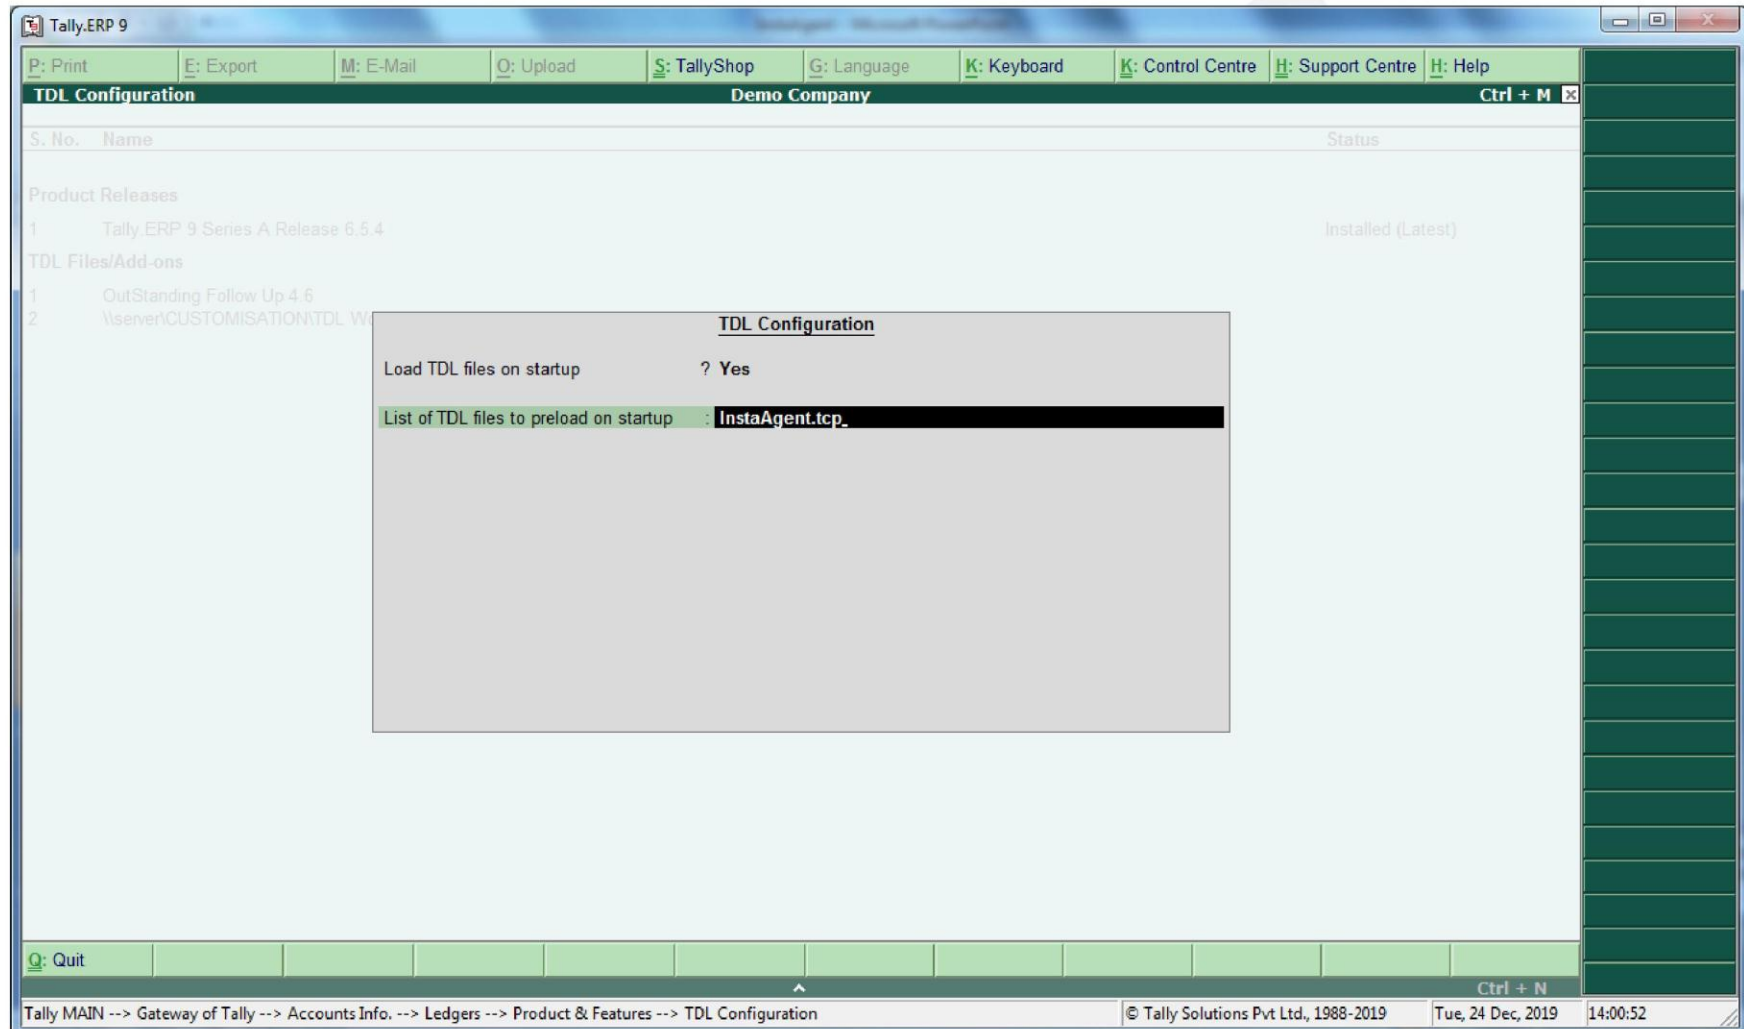 Tally.ERP 9
P: Print E: Export M: E-Mail O: Upload S: TallyShop G: Language K: Keyboard K: Control Centre H: Support Centre H: Help
TDL Configuration Demo Company Ctrl + M
S. No. Name Status
Product Releases
1 Tally.ERP 9 Series A Release 6.5.4 Installed (Latest)
TDL Files/Add-ons
1 OutStanding Follow Up 4.6
2 \\server\CUSTOMISATION\TDL
TDL Configuration
Load TDL files on startup ? Yes
List of TDL files to preload on startup : InstaAgent.tcp
Q: Quit
Ctrl + N
Tally MAIN --> Gateway of Tally --> Accounts Info. --> Ledgers --> Product & Features --> TDL Configuration © Tally Solutions Pvt Ltd., 1988-2019 Tue, 24 Dec, 2019 14:00:52